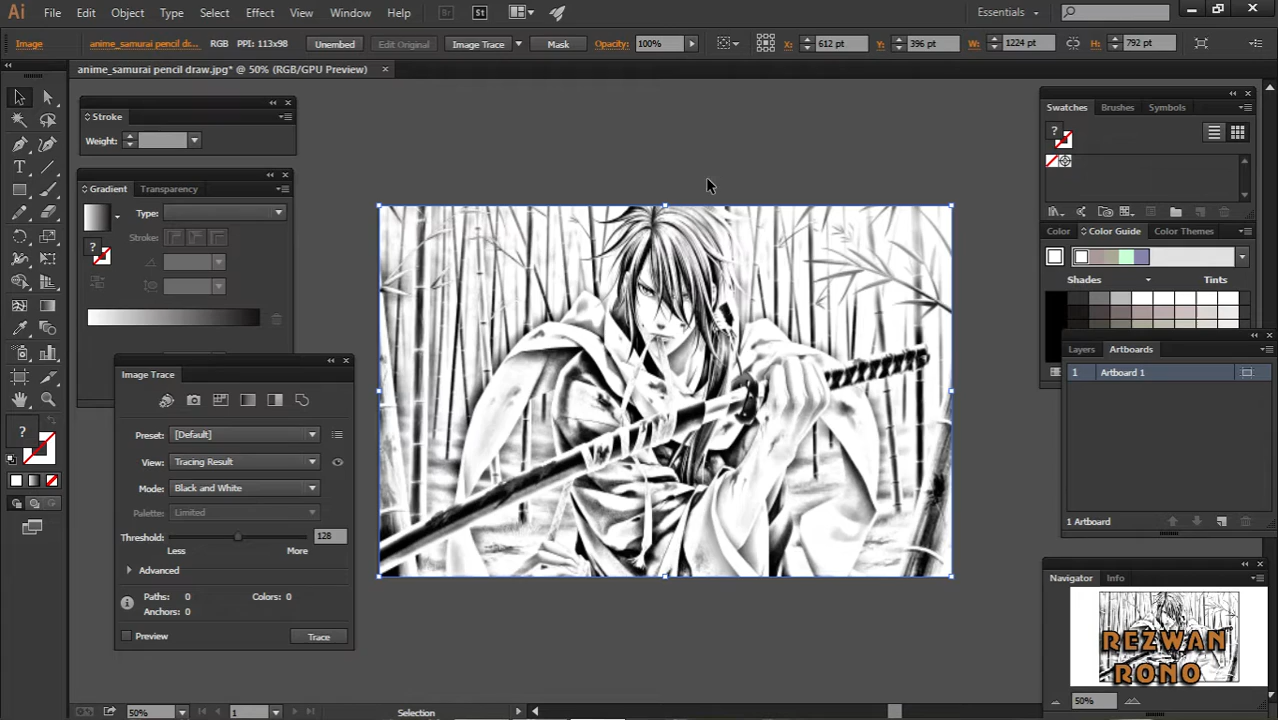 Ai File Edit Object Type Select Effect View Window Help Br St Essentials
Image anime_samurai pencil dr... RGB PPI: 113x98 Unembed Edit Original Image Trace Mask Opacity: 100% X: 612 pt Y: 396 pt W: 1224 pt H: 792 pt
anime_samurai pencil draw.jpg* @ 50% (RGB/GPU Preview)
Stroke
Weight:
Gradient Transparency
Type:
Stroke:
?
Image Trace
Preset: [Default]
View: Tracing Result
Mode: Black and White
Palette: Limited
Threshold: 128
Less More
Advanced
Paths: 0 Colors: 0
Anchors: 0
Preview Trace
?
Swatches Brushes Symbols
?
Color Color Guide Color Themes
Shades Tints
Layers Artboards
1 Artboard 1
1 Artboard
Navigator Info
REZWAN
RONO
50%
50% 1 Selection